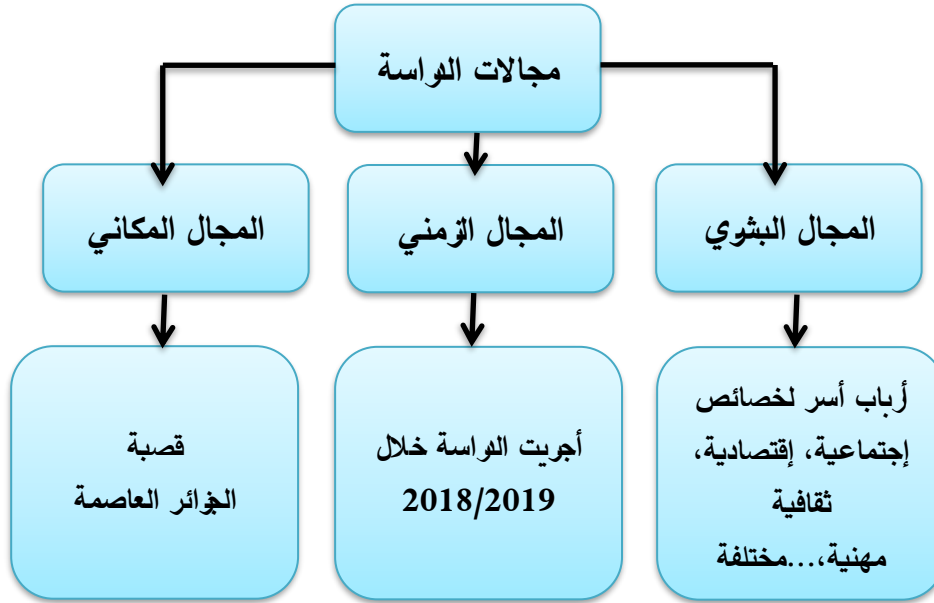 مجالات الدراسة
المجال البشري
المجال الزمني
المجال المكاني
أرباب أسر لخصائص
إجتماعية، إقتصادية،
ثقافية
مهنية،...مختلفة
أجريت الدراسة خلال
2018/2019
قصبة
الجزائر العاصمة